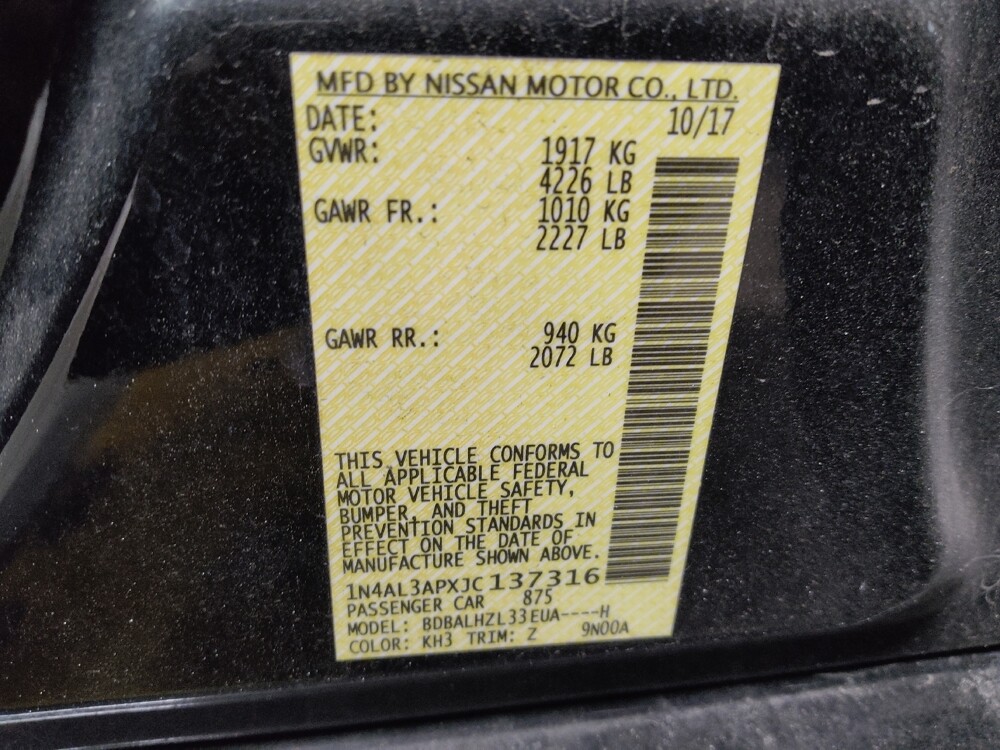 MFD BY NISSAN MOTOR CO., LTD.
DATE: 10/17
GVWR: 1917 KG
4226 LB
GAWR FR.: 1010 KG
2227 LB
GAWR RR.: 940 KG
2072 LB
THIS VEHICLE CONFORMS TO
ALL APPLICABLE FEDERAL
MOTOR VEHICLE SAFETY,
BUMPER, AND THEFT
PREVENTION STANDARDS IN
EFFECT ON THE DATE OF
MANUFACTURE SHOWN ABOVE.
1N4AL3APXJC137316
PASSENGER CAR 875
MODEL: BDBALHZL33EUA----H
COLOR: KH3 TRIM: Z 9N00A